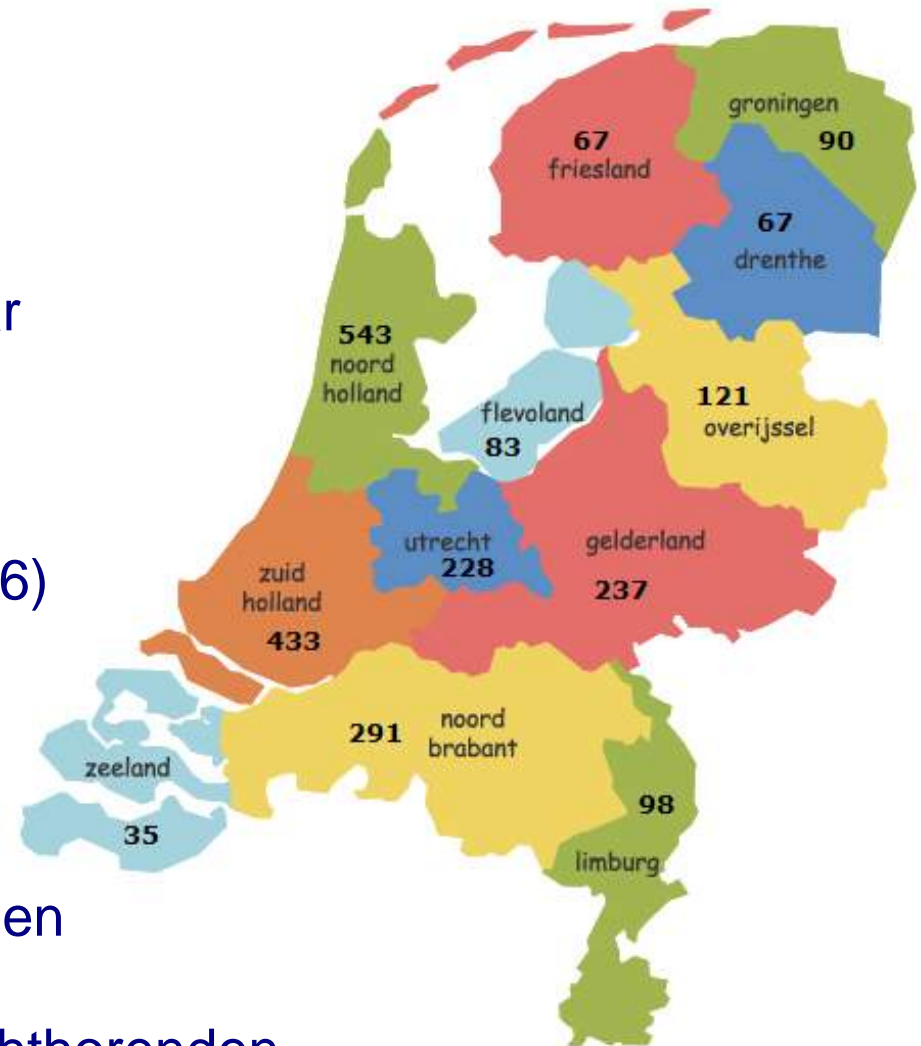 groningen
90
67
friesland
67
drenthe
r
543
noord
holland
121
overijssel
flevoland
83
utrecht
228
gelderland
237
6)
zuid
holland
433
291
noord
brabant
zeeland
35
98
limburg
en